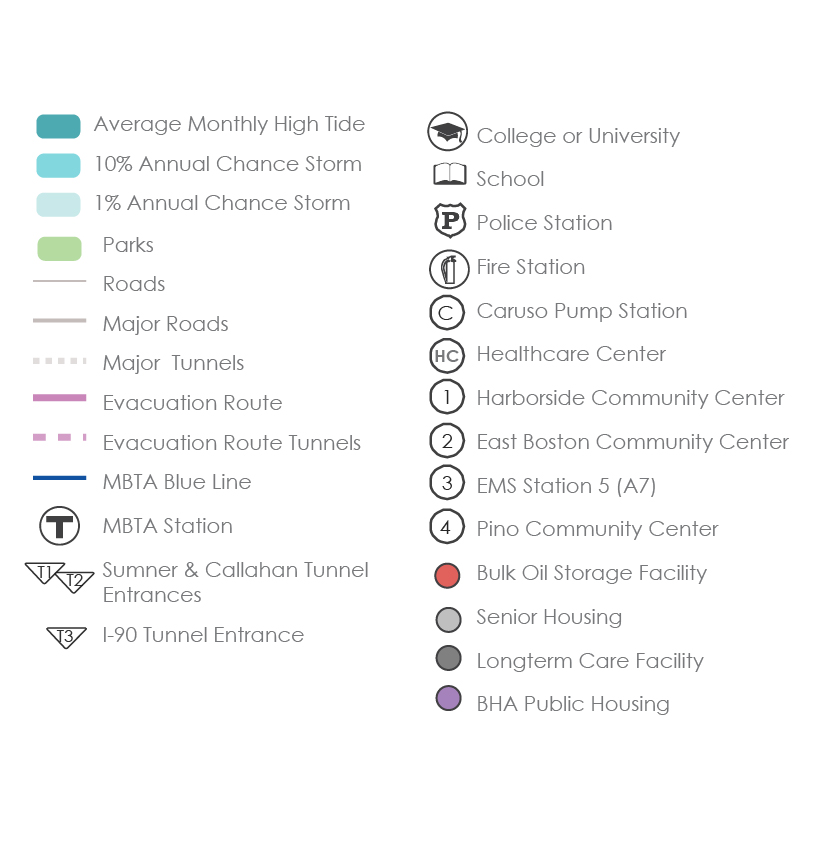 Average Monthly High Tide
10% Annual Chance Storm
1% Annual Chance Storm
Parks
Roads
Major Roads
Major Tunnels
Evacuation Route
Evacuation Route Tunnels
MBTA Blue Line
T MBTA Station
T1 T2 Sumner & Callahan Tunnel
Entrances
T3 I-90 Tunnel Entrance
College or University
School
P Police Station
Fire Station
C Caruso Pump Station
HC Healthcare Center
1 Harborside Community Center
2 East Boston Community Center
3 EMS Station 5 (A7)
4 Pino Community Center
Bulk Oil Storage Facility
Senior Housing
Longterm Care Facility
BHA Public Housing